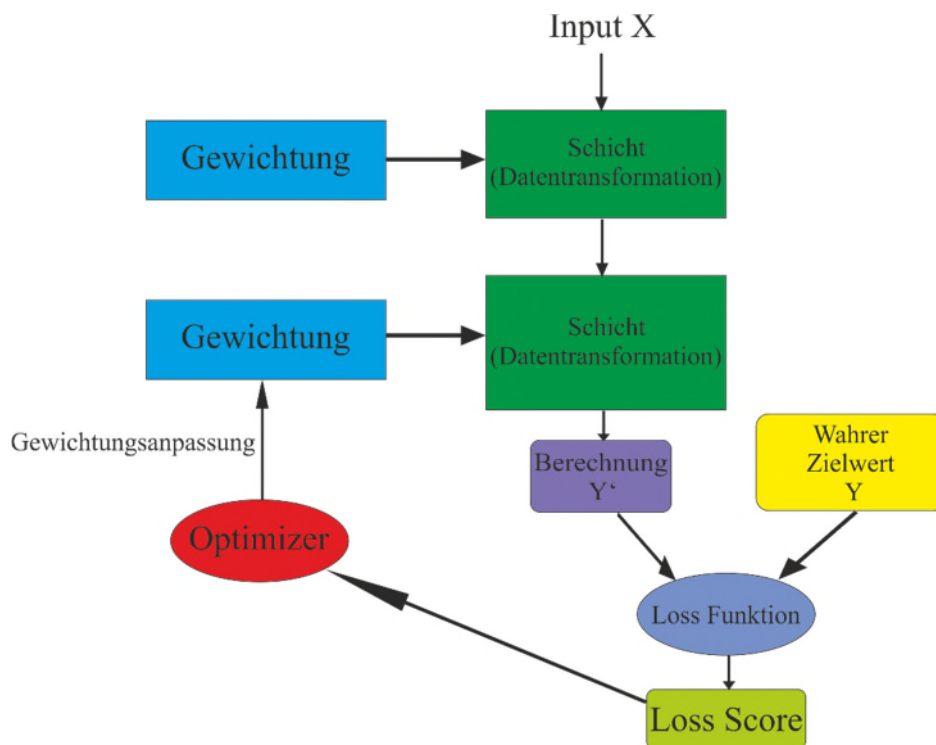 Input X
Gewichtung
Schicht
(Datentransformation)
Gewichtung
Schicht
(Datentransformation)
Gewichtungsanpassung
Berechnung
Y‘
Wahrer
Zielwert
Y
Optimizer
Loss Funktion
Loss Score